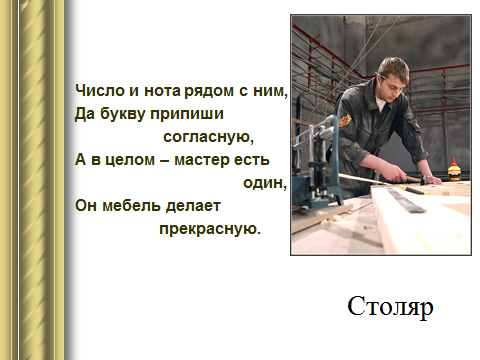 Число и нота рядом с ним,
Да букву припиши
согласную,
А в целом – мастер есть
один,
Он мебель делает
прекрасную.
Столяр